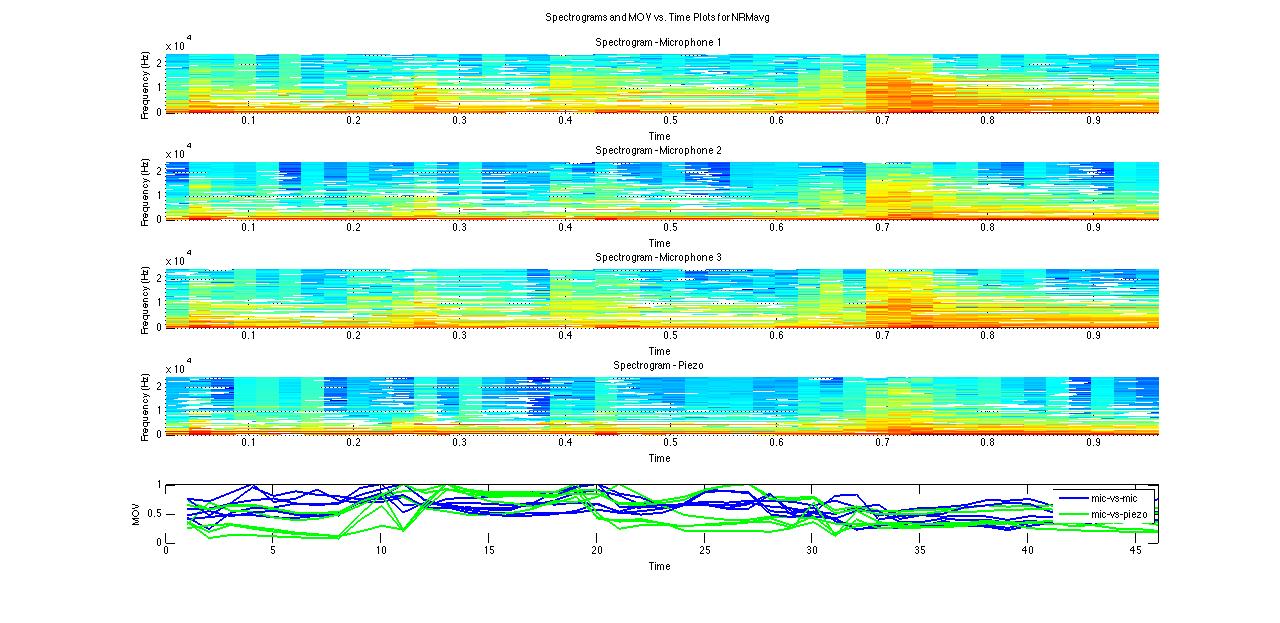 Spectrograms and MOV vs. Time Plots for NRMavg
Spectrogram - Microphone 1
x 10^4
Frequency (Hz)
2
1
0
0.1 0.2 0.3 0.4 0.5 0.6 0.7 0.8 0.9
Time
Spectrogram - Microphone 2
x 10^4
Frequency (Hz)
2
1
0
0.1 0.2 0.3 0.4 0.5 0.6 0.7 0.8 0.9
Time
Spectrogram - Microphone 3
x 10^4
Frequency (Hz)
2
1
0
0.1 0.2 0.3 0.4 0.5 0.6 0.7 0.8 0.9
Time
Spectrogram - Piezo
x 10^4
Frequency (Hz)
2
1
0
0.1 0.2 0.3 0.4 0.5 0.6 0.7 0.8 0.9
Time
MOV
1
0.5
0
mic-vs-mic
mic-vs-piezo
0 5 10 15 20 25 30 35 40 45
Time